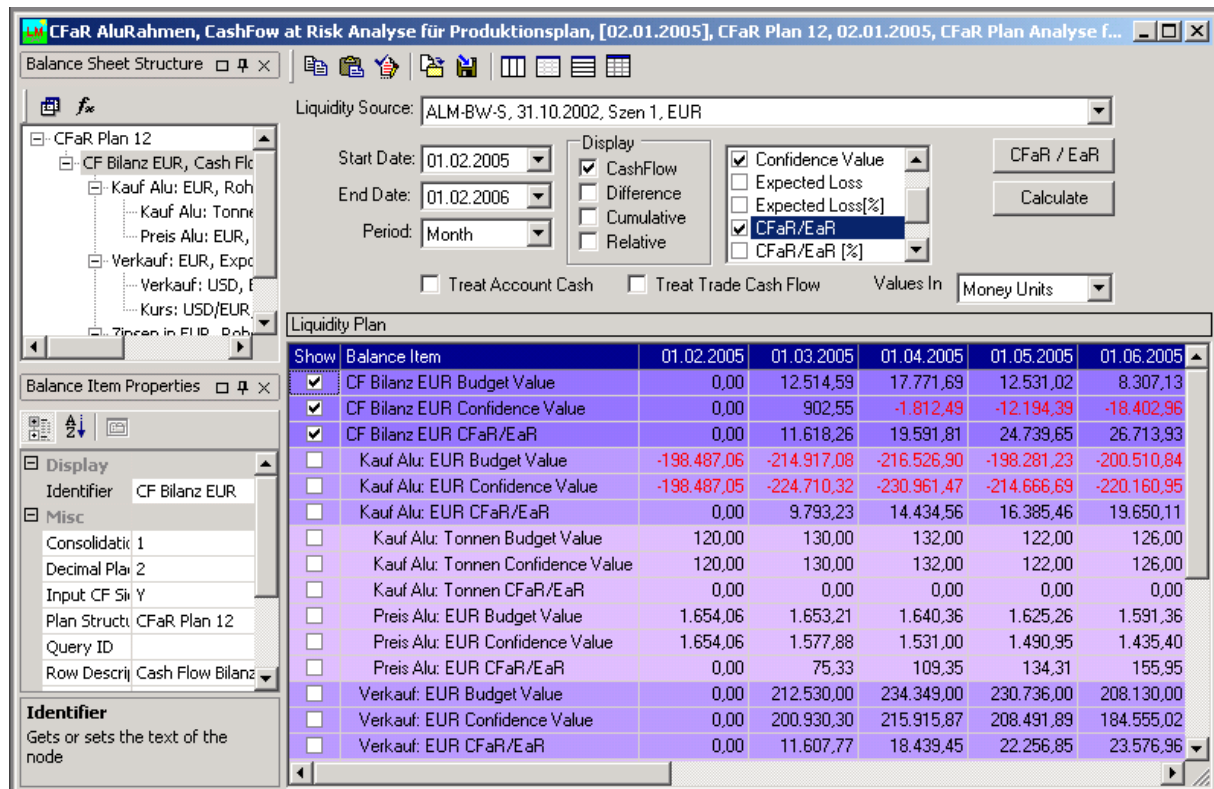 CFaR AluRahmen, CashFow at Risk Analyse für Produktionsplan, [02.01.2005], CFaR Plan 12, 02.01.2005, CFaR Plan Analyse f...
Balance Sheet Structure
CFaR Plan 12
CF Bilanz EUR, Cash Flo
Kauf Alu: EUR, Roh
Kauf Alu: Tonne
Preis Alu: EUR,
Verkauf: EUR, Expo
Verkauf: USD, E
Kurs: USD/EUR
Zinsen in EUR, Roh
Liquidity Source: ALM-BW-S, 31.10.2002, Szen 1, EUR
Start Date: 01.02.2005
End Date: 01.02.2006
Period: Month
Display
CashFlow
Difference
Cumulative
Relative
Confidence Value
Expected Loss
Expected Loss[%]
CFaR/EaR
CFaR/EaR [%]
CFaR / EaR
Calculate
Treat Account Cash Treat Trade Cash Flow Values In Money Units
Liquidity Plan
Show Balance Item 01.02.2005 01.03.2005 01.04.2005 01.05.2005 01.06.2005
CF Bilanz EUR Budget Value 0,00 12.514,59 17.771,69 12.531,02 8.307,13
CF Bilanz EUR Confidence Value 0,00 902,55 -1.812,49 -12.194,39 -18.402,96
CF Bilanz EUR CFaR/EaR 0,00 11.618,26 19.591,81 24.739,65 26.713,93
Kauf Alu: EUR Budget Value -198.487,06 -214.917,08 -216.526,90 -198.281,23 -200.510,84
Kauf Alu: EUR Confidence Value -198.487,05 -224.710,32 -230.961,47 -214.666,69 -220.160,95
Kauf Alu: EUR CFaR/EaR 0,00 9.793,23 14.434,56 16.385,46 19.650,11
Kauf Alu: Tonnen Budget Value 120,00 130,00 132,00 122,00 126,00
Kauf Alu: Tonnen Confidence Value 120,00 130,00 132,00 122,00 126,00
Kauf Alu: Tonnen CFaR/EaR 0,00 0,00 0,00 0,00 0,00
Preis Alu: EUR Budget Value 1.654,06 1.653,21 1.640,36 1.625,26 1.591,36
Preis Alu: EUR Confidence Value 1.654,06 1.577,88 1.531,00 1.490,95 1.435,40
Preis Alu: EUR CFaR/EaR 0,00 75,33 109,35 134,31 155,95
Verkauf: EUR Budget Value 0,00 212.530,00 234.349,00 230.736,00 208.130,00
Verkauf: EUR Confidence Value 0,00 200.930,30 215.915,87 208.491,89 184.555,02
Verkauf: EUR CFaR/EaR 0,00 11.607,77 18.439,45 22.256,85 23.576,96
Balance Item Properties
Display
Identifier CF Bilanz EUR
Misc
Consolidatic 1
Decimal Pla 2
Input CF Si Y
Plan Structu CFaR Plan 12
Query ID
Row Descrip Cash Flow Bilanz
Identifier
Gets or sets the text of the
node